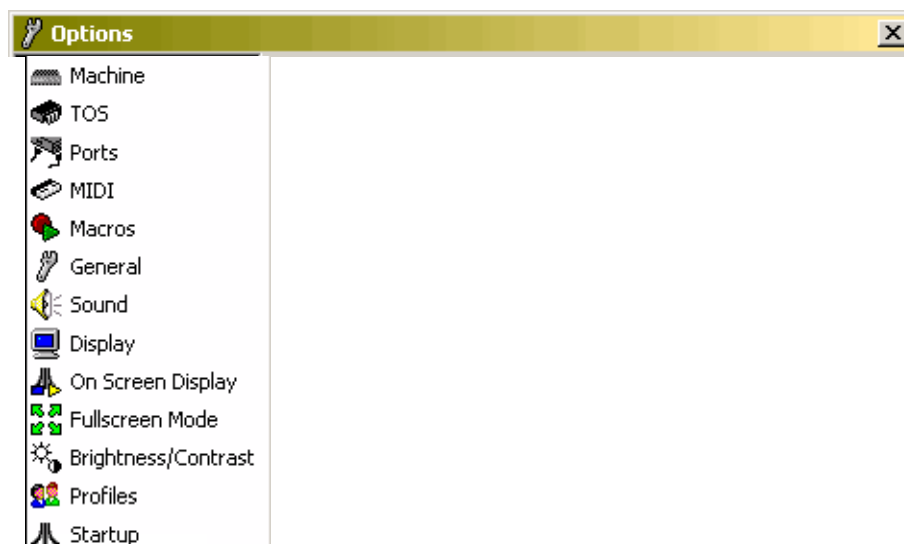 Options
Machine
TOS
Ports
MIDI
Macros
General
Sound
Display
On Screen Display
Fullscreen Mode
Brightness/Contrast
Profiles
Startup